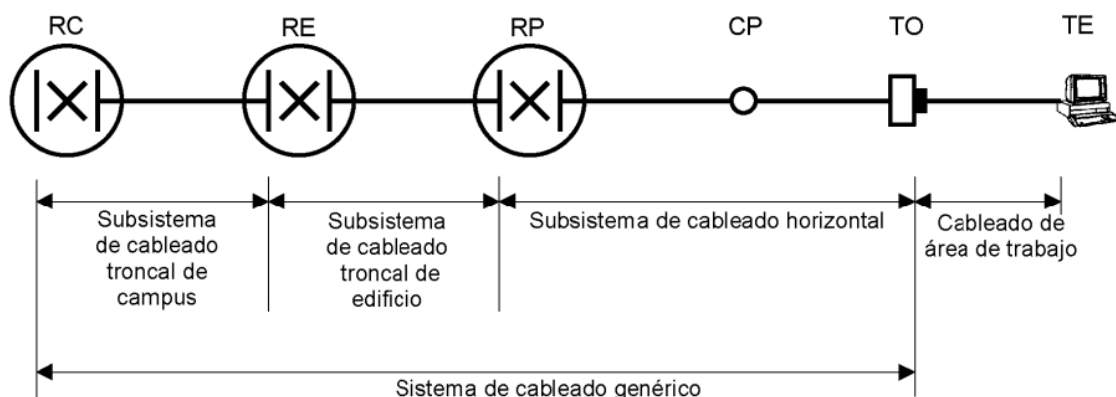 RC RE RP CP TO TE
Subsistema
de cableado
troncal de
campus
Subsistema
de cableado
troncal de
edificio
Subsistema de cableado horizontal
Cableado de
área de trabajo
Sistema de cableado genérico